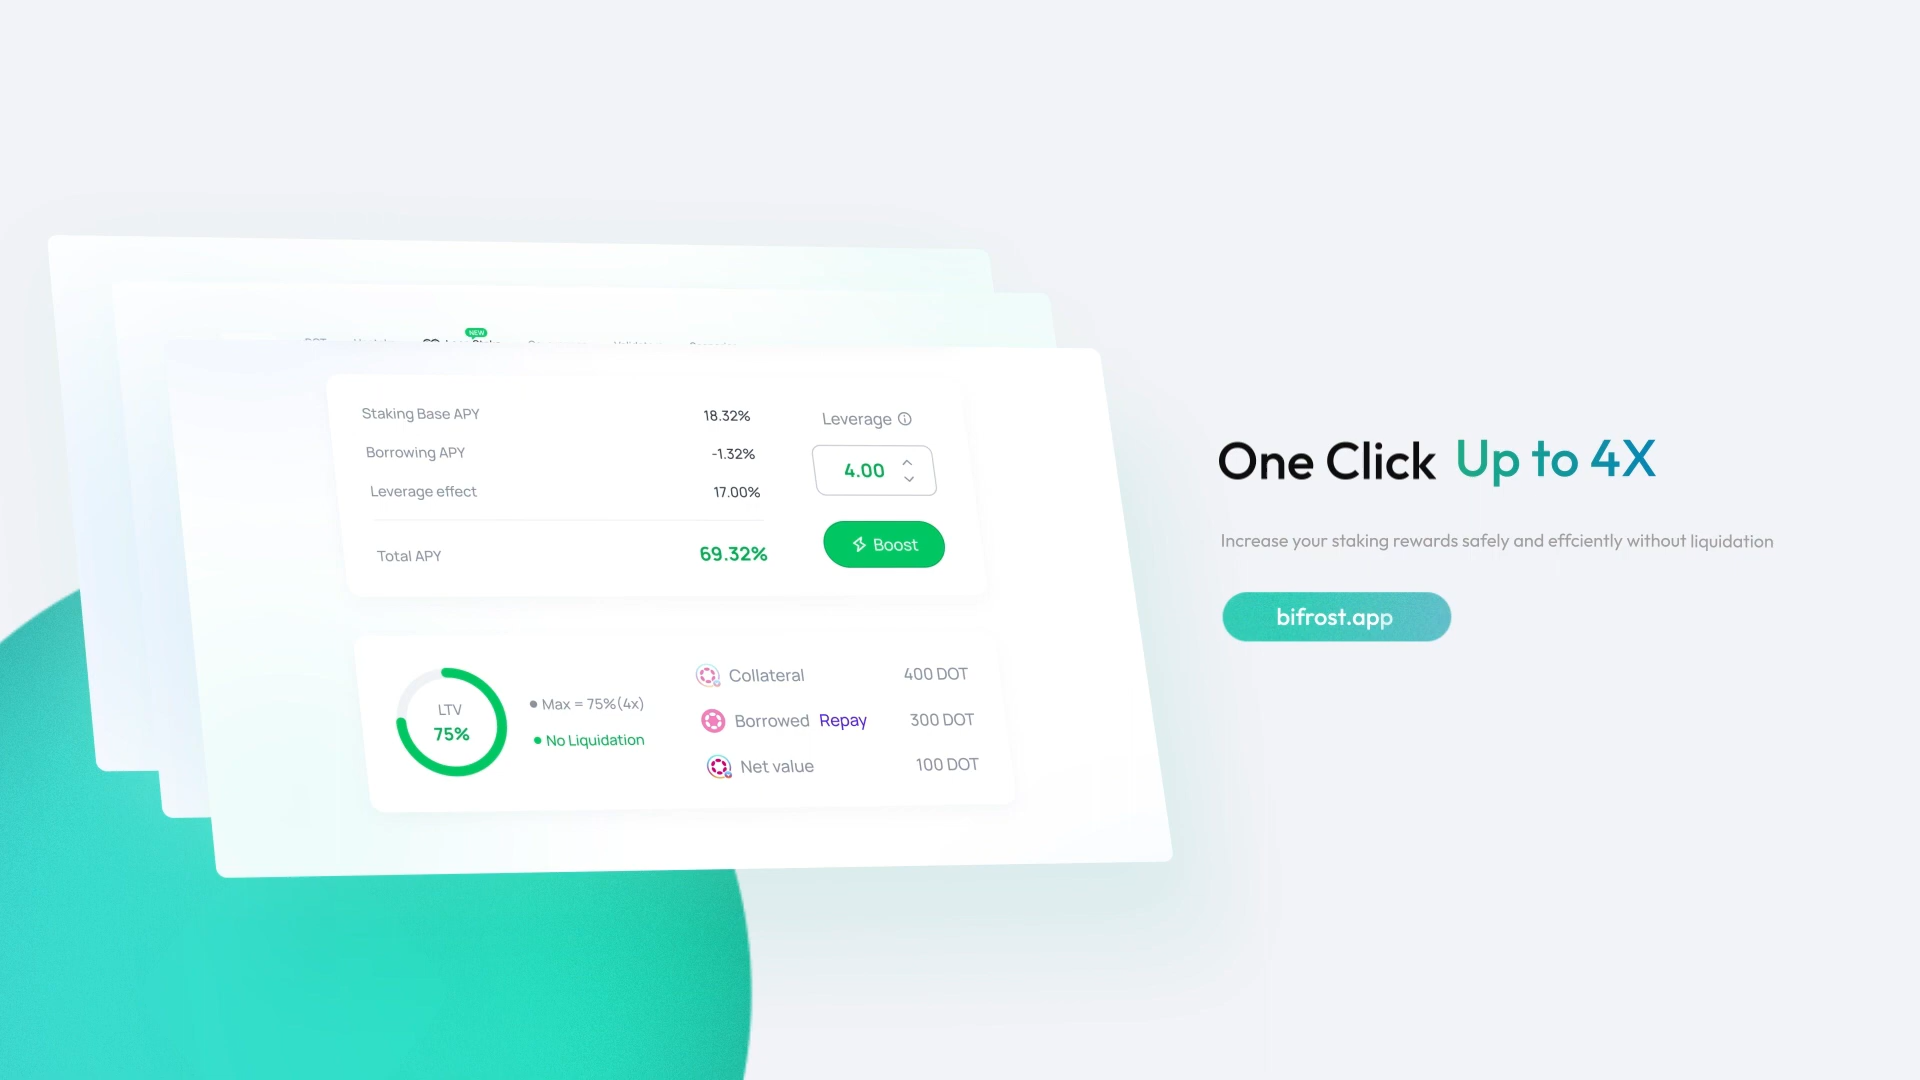 NEW
Staking Base APY 18.32%
Borrowing APY -1.32%
Leverage effect 17.00%
Total APY 69.32%
Leverage
4.00
Boost
LTV
75%
Max = 75%(4x)
No Liquidation
Collateral 400 DOT
Borrowed Repay 300 DOT
Net value 100 DOT
One Click Up to 4X
Increase your staking rewards safely and effciently without liquidation
bifrost.app